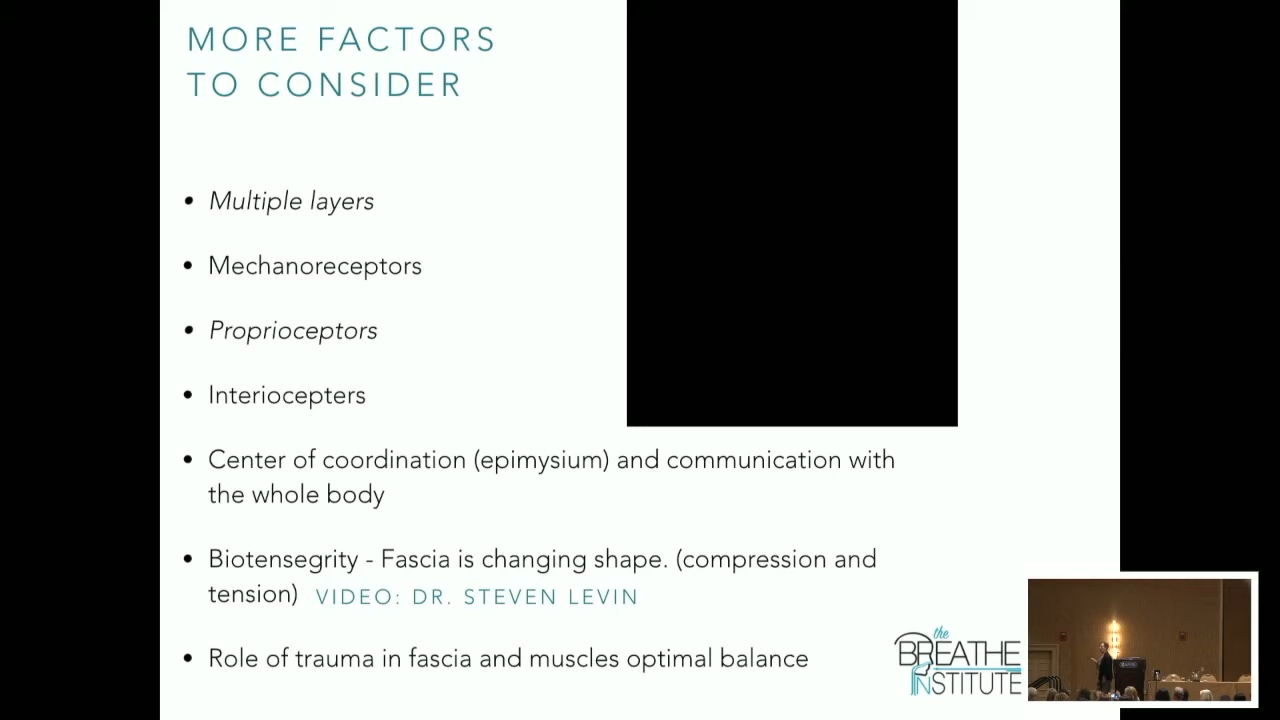 MORE FACTORS
TO CONSIDER
• Multiple layers
• Mechanoreceptors
• Proprioceptors
• Interiocepters
• Center of coordination (epimysium) and communication with
the whole body
• Biotensegrity - Fascia is changing shape. (compression and
tension) VIDEO: DR. STEVEN LEVIN
• Role of trauma in fascia and muscles optimal balance
the
BREATHE
INSTITUTE